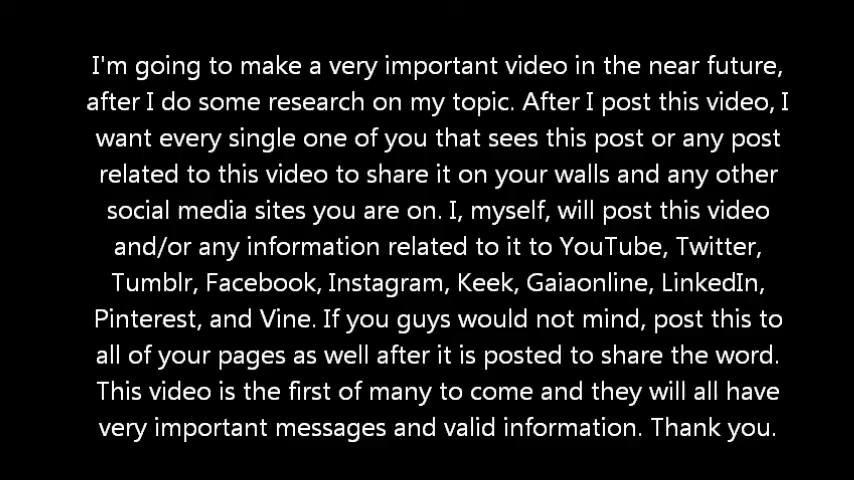 I'm going to make a very important video in the near future,
after I do some research on my topic. After I post this video, I
want every single one of you that sees this post or any post
related to this video to share it on your walls and any other
social media sites you are on. I, myself, will post this video
and/or any information related to it to YouTube, Twitter,
Tumblr, Facebook, Instagram, Keek, Gaiaonline, LinkedIn,
Pinterest, and Vine. If you guys would not mind, post this to
all of your pages as well after it is posted to share the word.
This video is the first of many to come and they will all have
very important messages and valid information. Thank you.